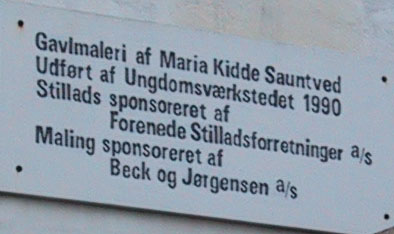 Gavlmaleri af Maria Kidde Sauntved
Udført af Ungdomsværkstedet 1990
Stillads sponsoreret af
Forenede Stilladsforretninger a/s
Maling sponsoreret af
Beck og Jørgensen a/s